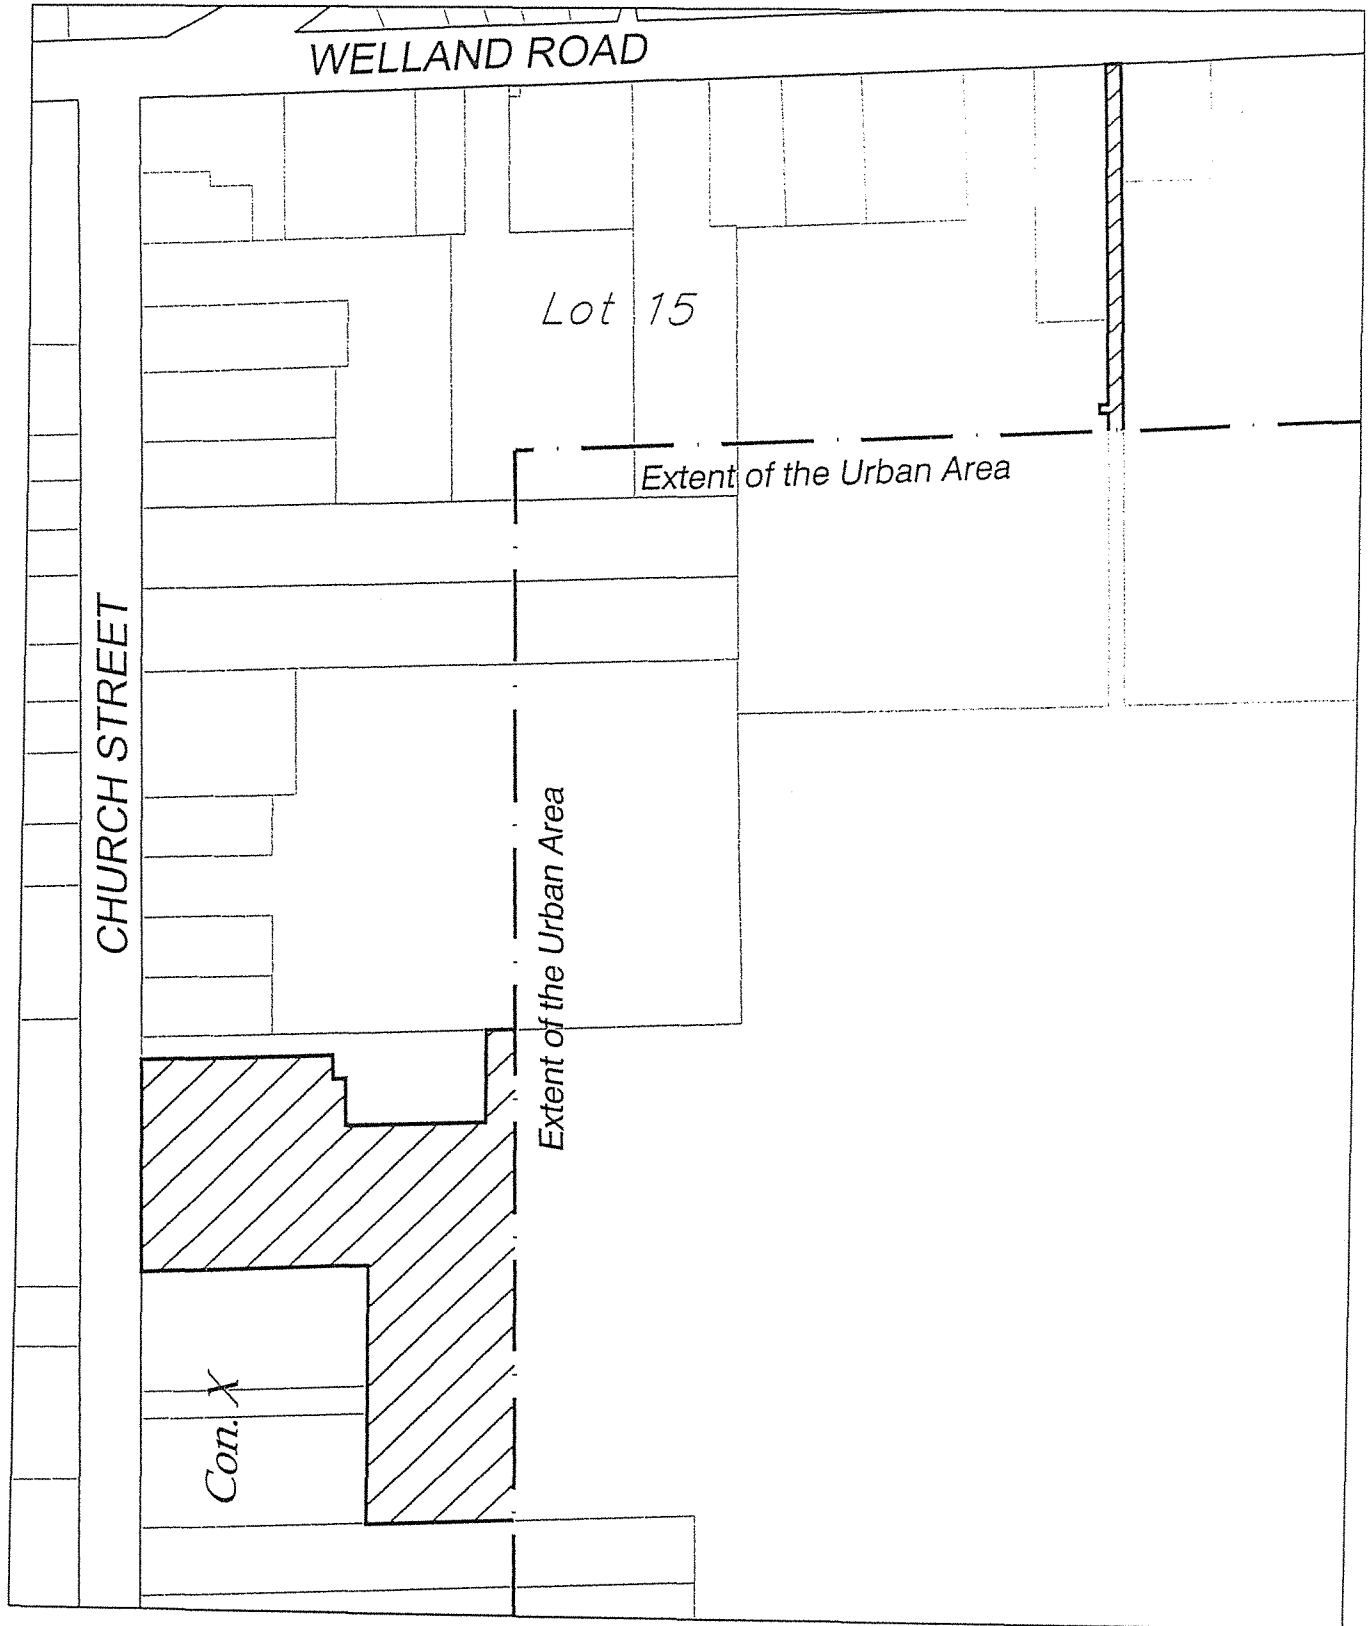 WELLAND ROAD
Lot 15
Extent of the Urban Area
CHURCH STREET
Extent of the Urban Area
Con. X